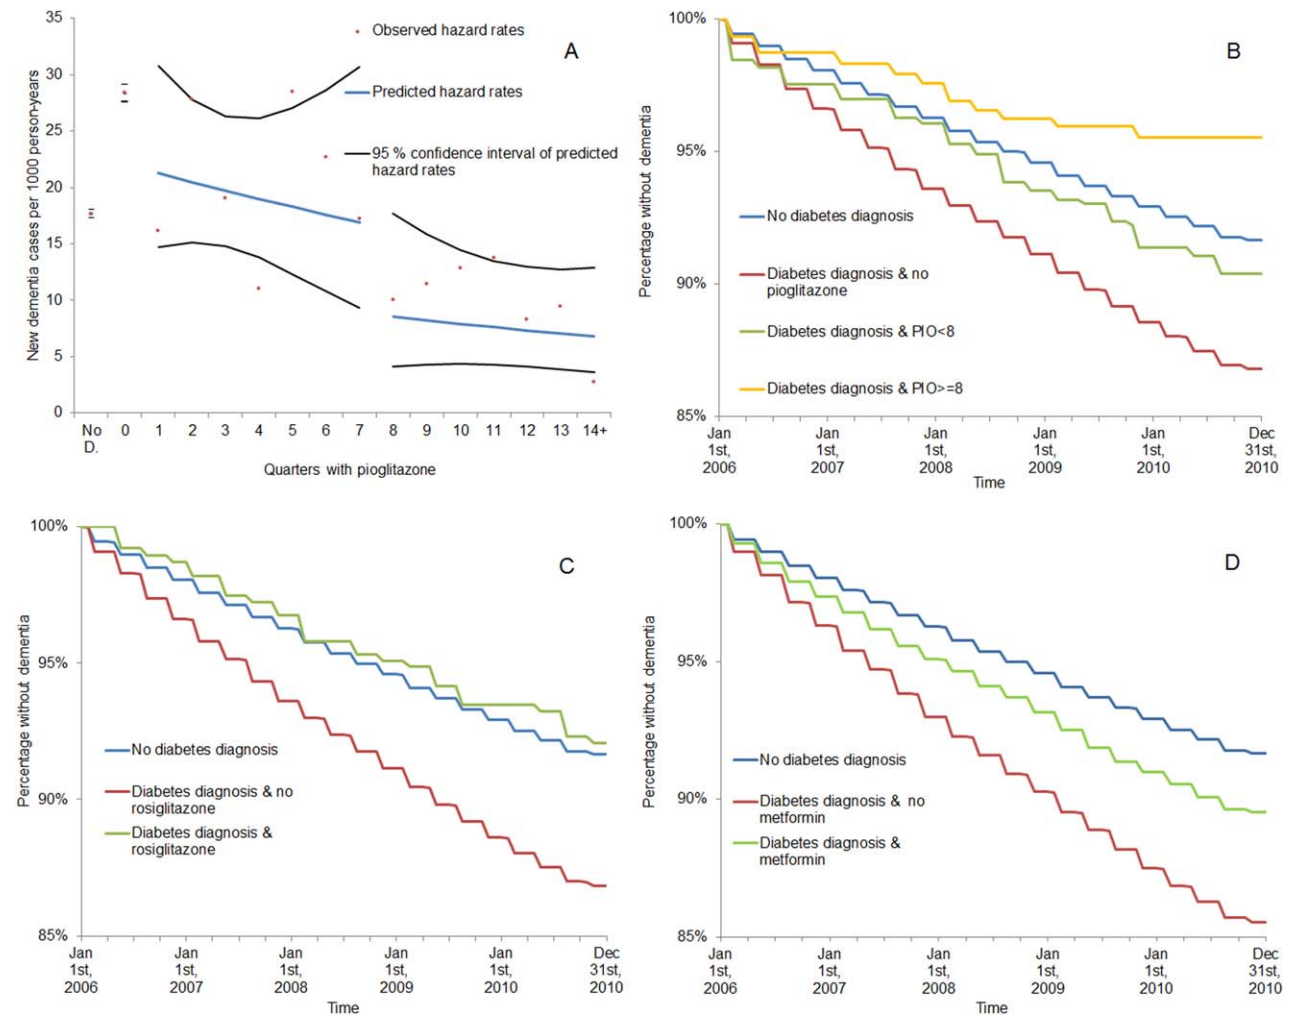 A
35
30
25
20
15
10
5
0
New dementia cases per 1000 person-years
Observed hazard rates
Predicted hazard rates
95 % confidence interval of predicted
hazard rates
No
D.
0 1 2 3 4 5 6 7 8 9 10 11 12 13 14+
Quarters with pioglitazone
B
100%
95%
90%
85%
Percentage without dementia
No diabetes diagnosis
Diabetes diagnosis & no
pioglitazone
Diabetes diagnosis & PIO<8
Diabetes diagnosis & PIO>=8
Jan Jan Jan Jan Jan Dec
1st, 1st, 1st, 1st, 1st, 31st,
2006 2007 2008 2009 2010 2010
Time
C
100%
95%
90%
85%
Percentage without dementia
No diabetes diagnosis
Diabetes diagnosis & no
rosiglitazone
Diabetes diagnosis &
rosiglitazone
Jan Jan Jan Jan Jan Dec
1st, 1st, 1st, 1st, 1st, 31st,
2006 2007 2008 2009 2010 2010
Time
D
100%
95%
90%
85%
Percentage without dementia
No diabetes diagnosis
Diabetes diagnosis & no
metformin
Diabetes diagnosis &
metformin
Jan Jan Jan Jan Jan Dec
1st, 1st, 1st, 1st, 1st, 31st,
2006 2007 2008 2009 2010 2010
Time